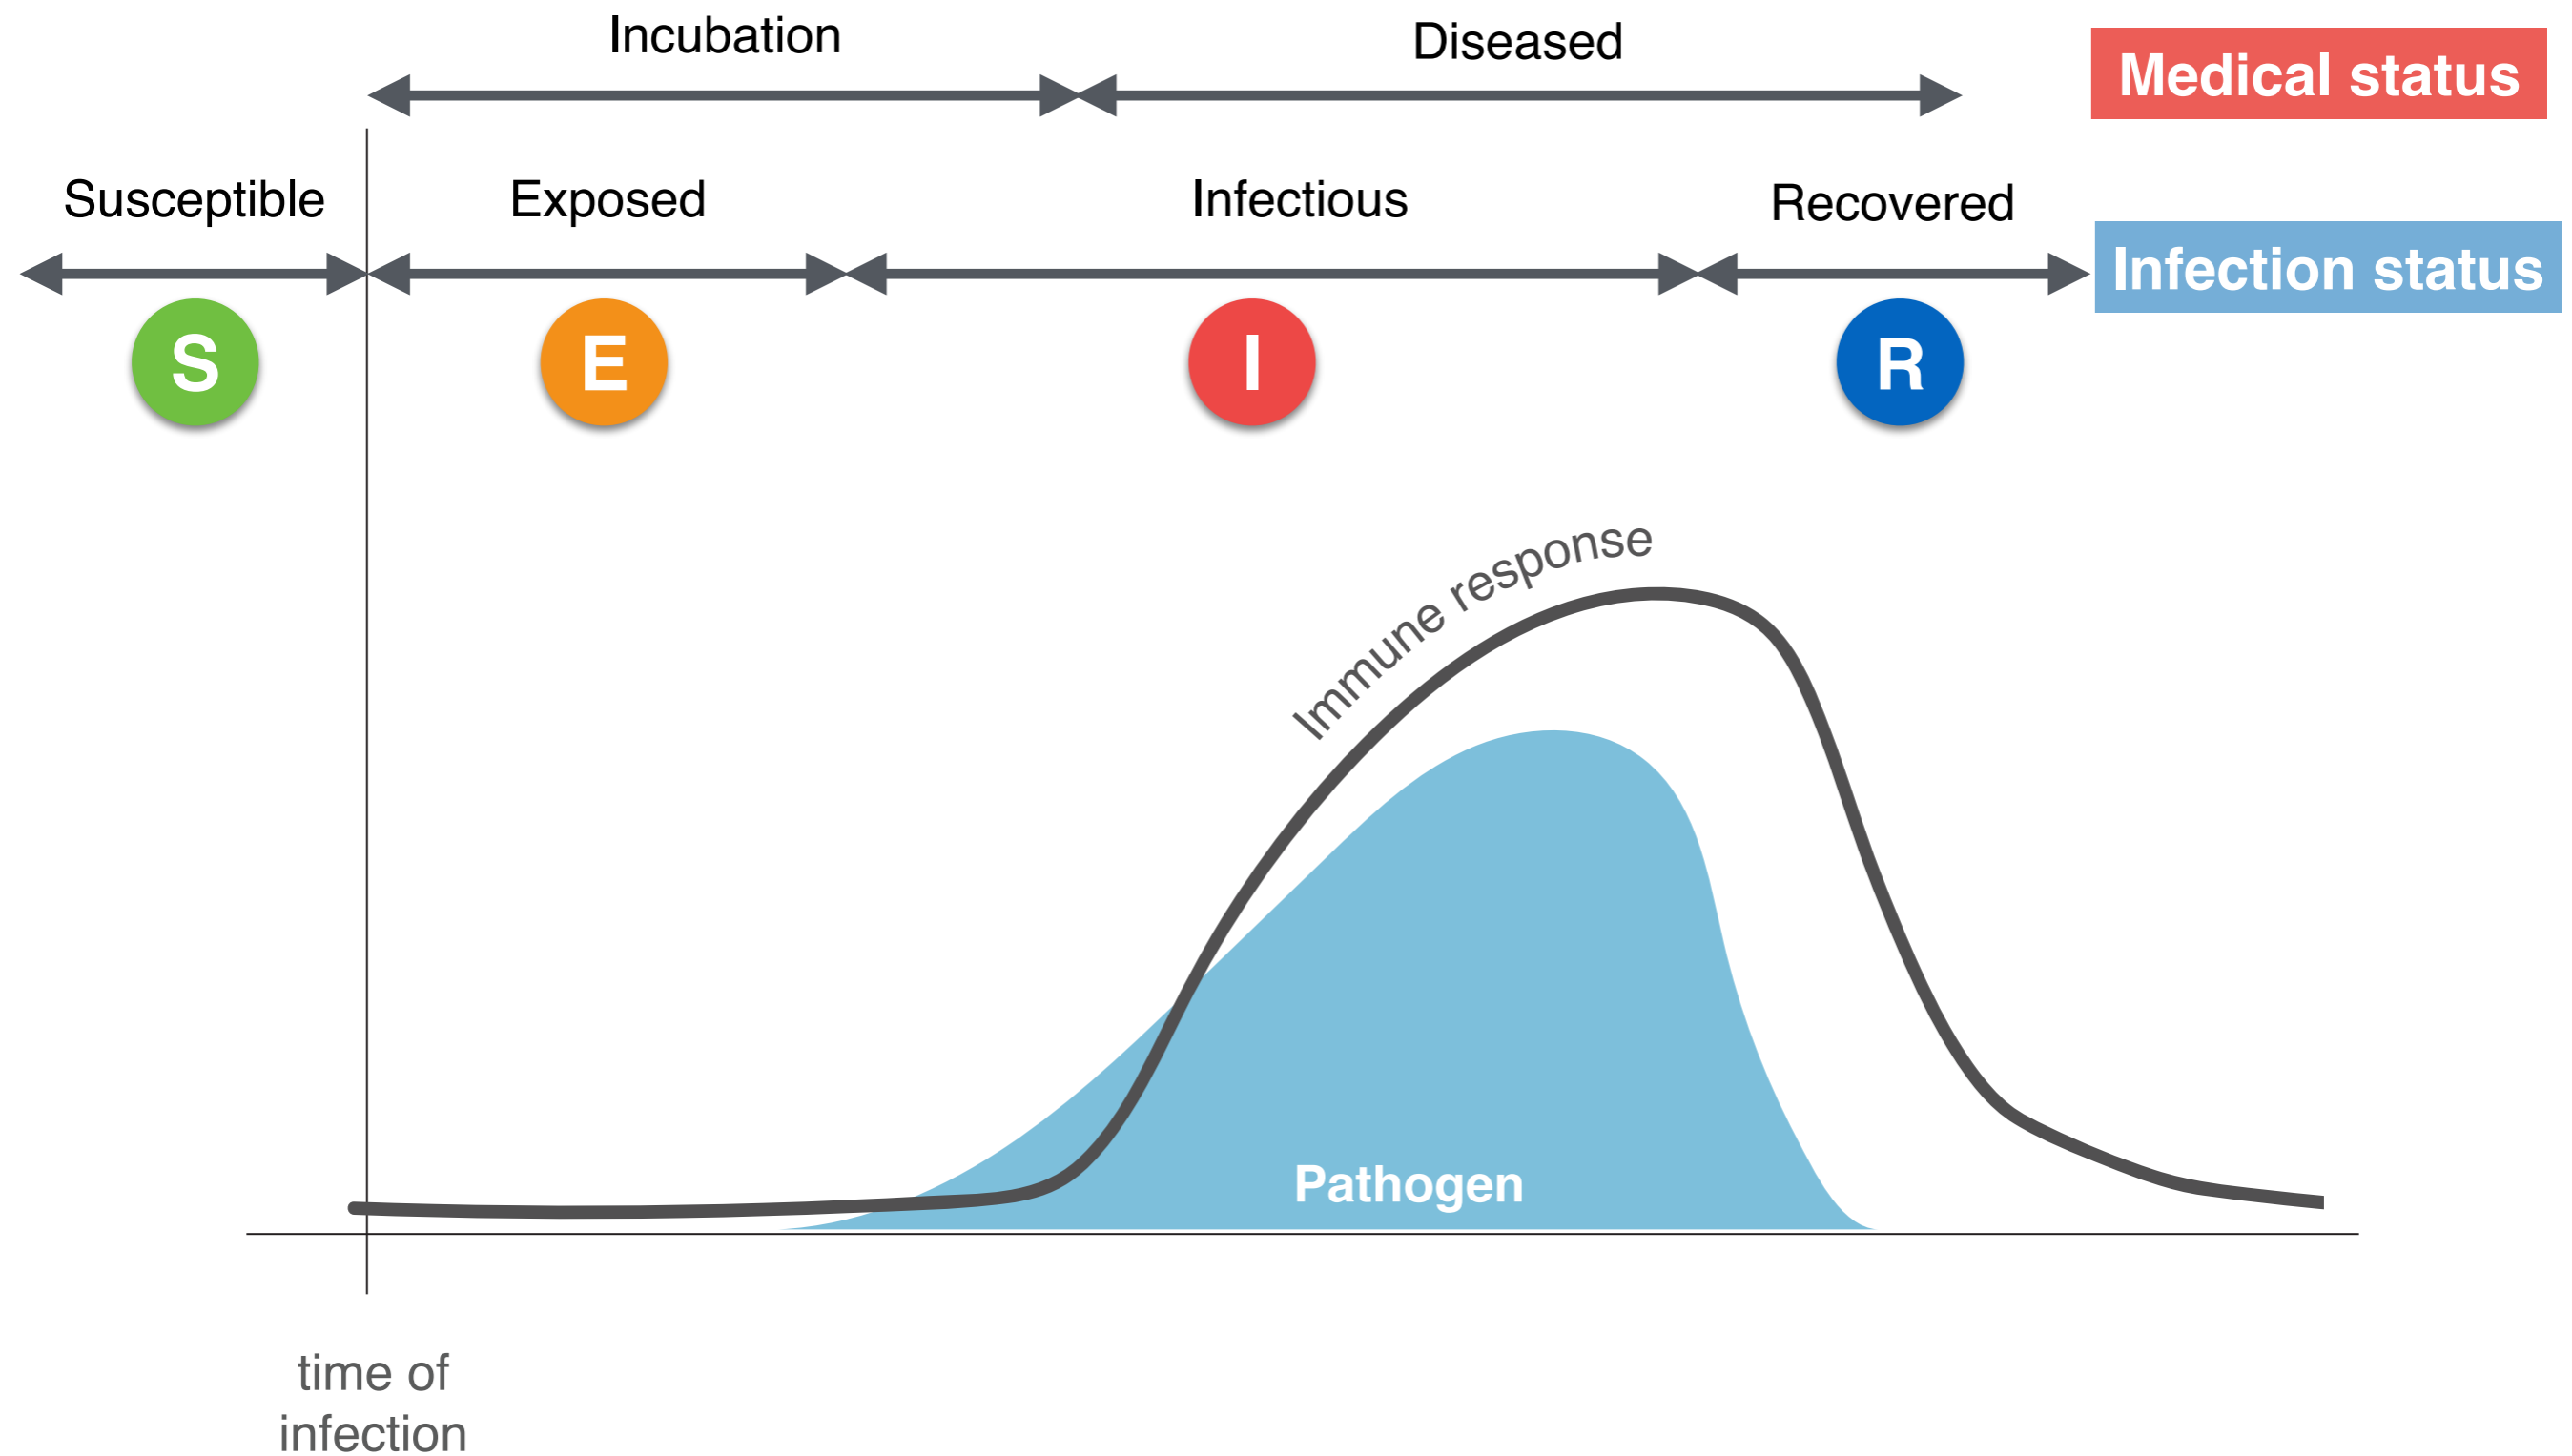 Incubation
Diseased
Medical status
Susceptible
Exposed
Infectious
Recovered
Infection status
S
E
I
R
Immune response
Pathogen
time of
infection